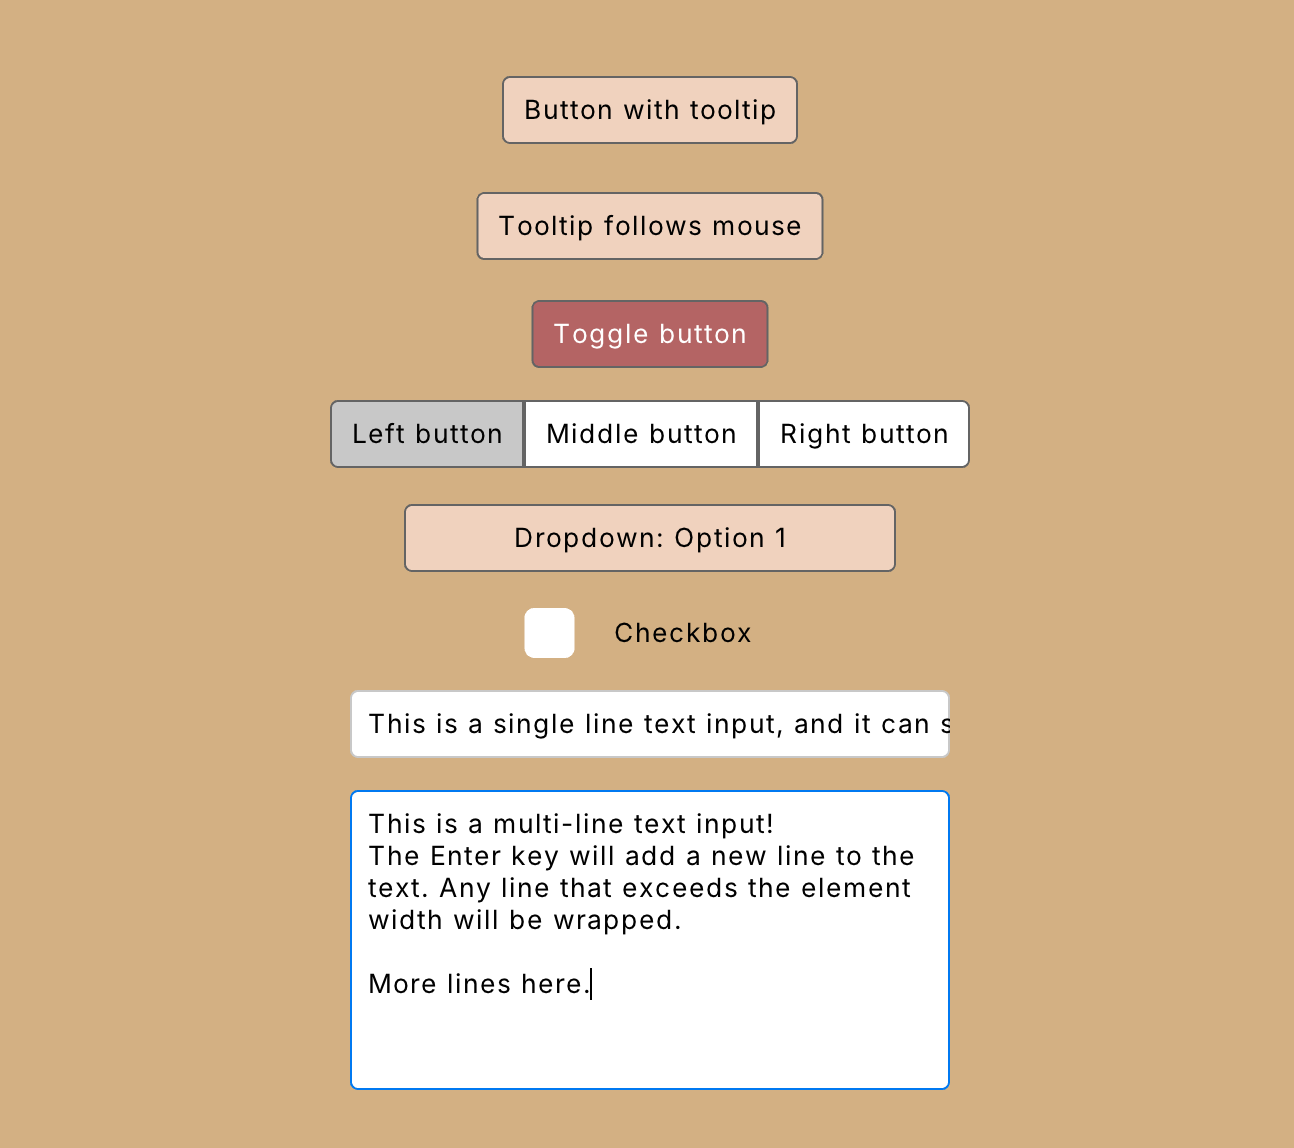 Button with tooltip
Tooltip follows mouse
Toggle button
Left button Middle button Right button
Dropdown: Option 1
Checkbox
This is a single line text input, and it can
This is a multi-line text input!
The Enter key will add a new line to the
text. Any line that exceeds the element
width will be wrapped.
More lines here.